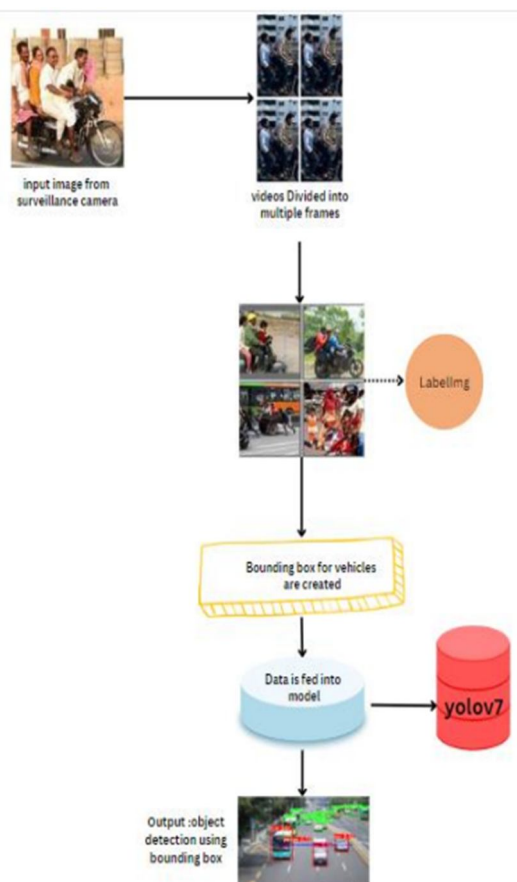 input image from
surveillance camera
videos Divided into
multiple frames
LabelImg
Bounding box for vehicles
are created
Data is fed into
model
yolov7
Output :object
detection using
bounding box